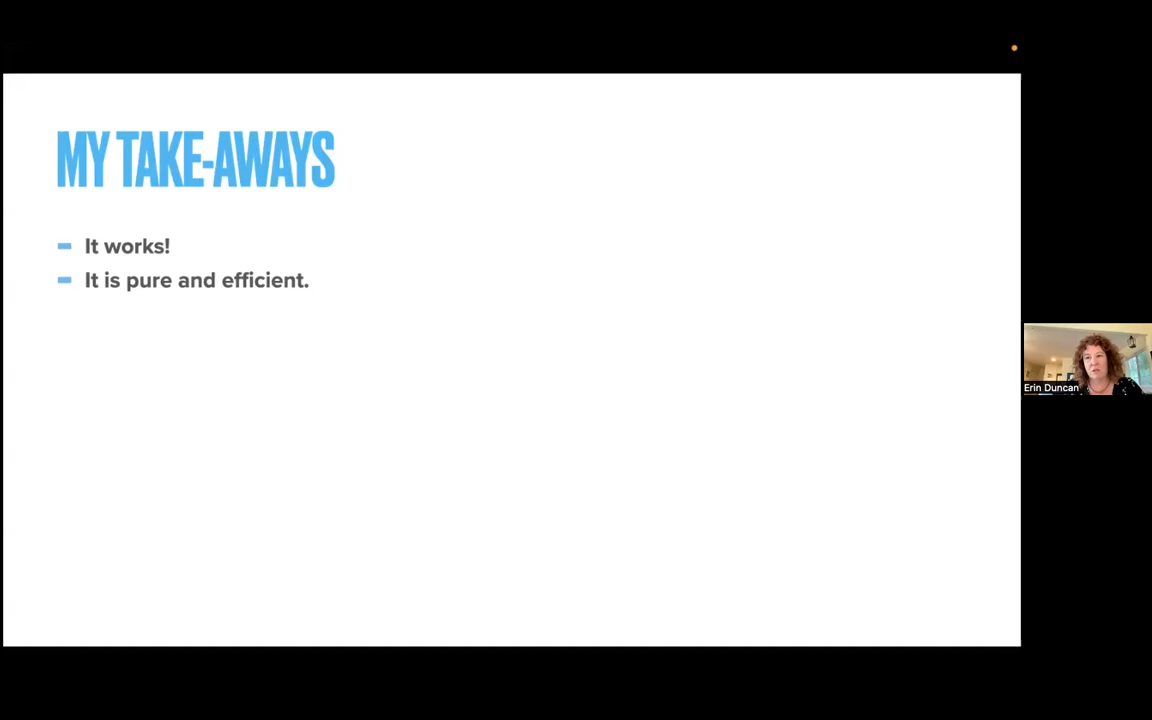 MY TAKE-AWAYS
It works!
It is pure and efficient.
Erin Duncan